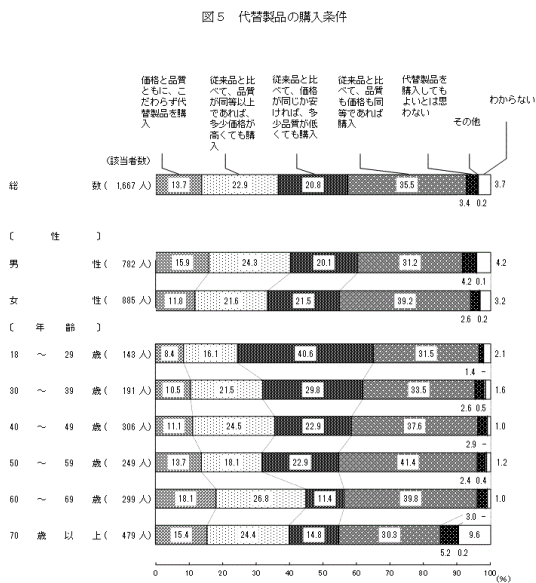 図５　代替製品の購入条件
価格と品質
ともに、こ
だわらず代
替製品を購
入
従来品と比
べて、品質
が同等以上
であれば、
多少価格が
高くても購
入
従来品と比
べて、価格
が同じか安
ければ、多
少品質が低
くても購入
従来品と比
べて、品質
も価格も同
等であれば
購入
代替製品を
購入しても
よいとは思
わない
その他
わからない
(該当者数)
総　数 ( 1,667 人) 13.7 22.9 20.8 35.5 3.7
3.4 0.2
〔　性　〕
男　性 ( 782 人) 15.9 24.3 20.1 31.2 4.2
4.2 0.1
女　性 ( 885 人) 11.8 21.6 21.5 39.2 3.2
2.6 0.2
〔　年　齢　〕
18 ～ 29 歳 ( 143 人) 8.4 16.1 40.6 31.5 2.1
1.4 －
30 ～ 39 歳 ( 191 人) 10.5 21.5 29.8 33.5 1.6
2.6 0.5
40 ～ 49 歳 ( 306 人) 11.1 24.5 22.9 37.6 1.0
2.9 －
50 ～ 59 歳 ( 249 人) 13.7 18.1 22.9 41.4 1.2
2.4 0.4
60 ～ 69 歳 ( 299 人) 18.1 26.8 11.4 39.8 1.0
3.0 －
70 歳 以 上 ( 479 人) 15.4 24.4 14.8 30.3 9.6
5.2 0.2
0 10 20 30 40 50 60 70 80 90 100
(％)